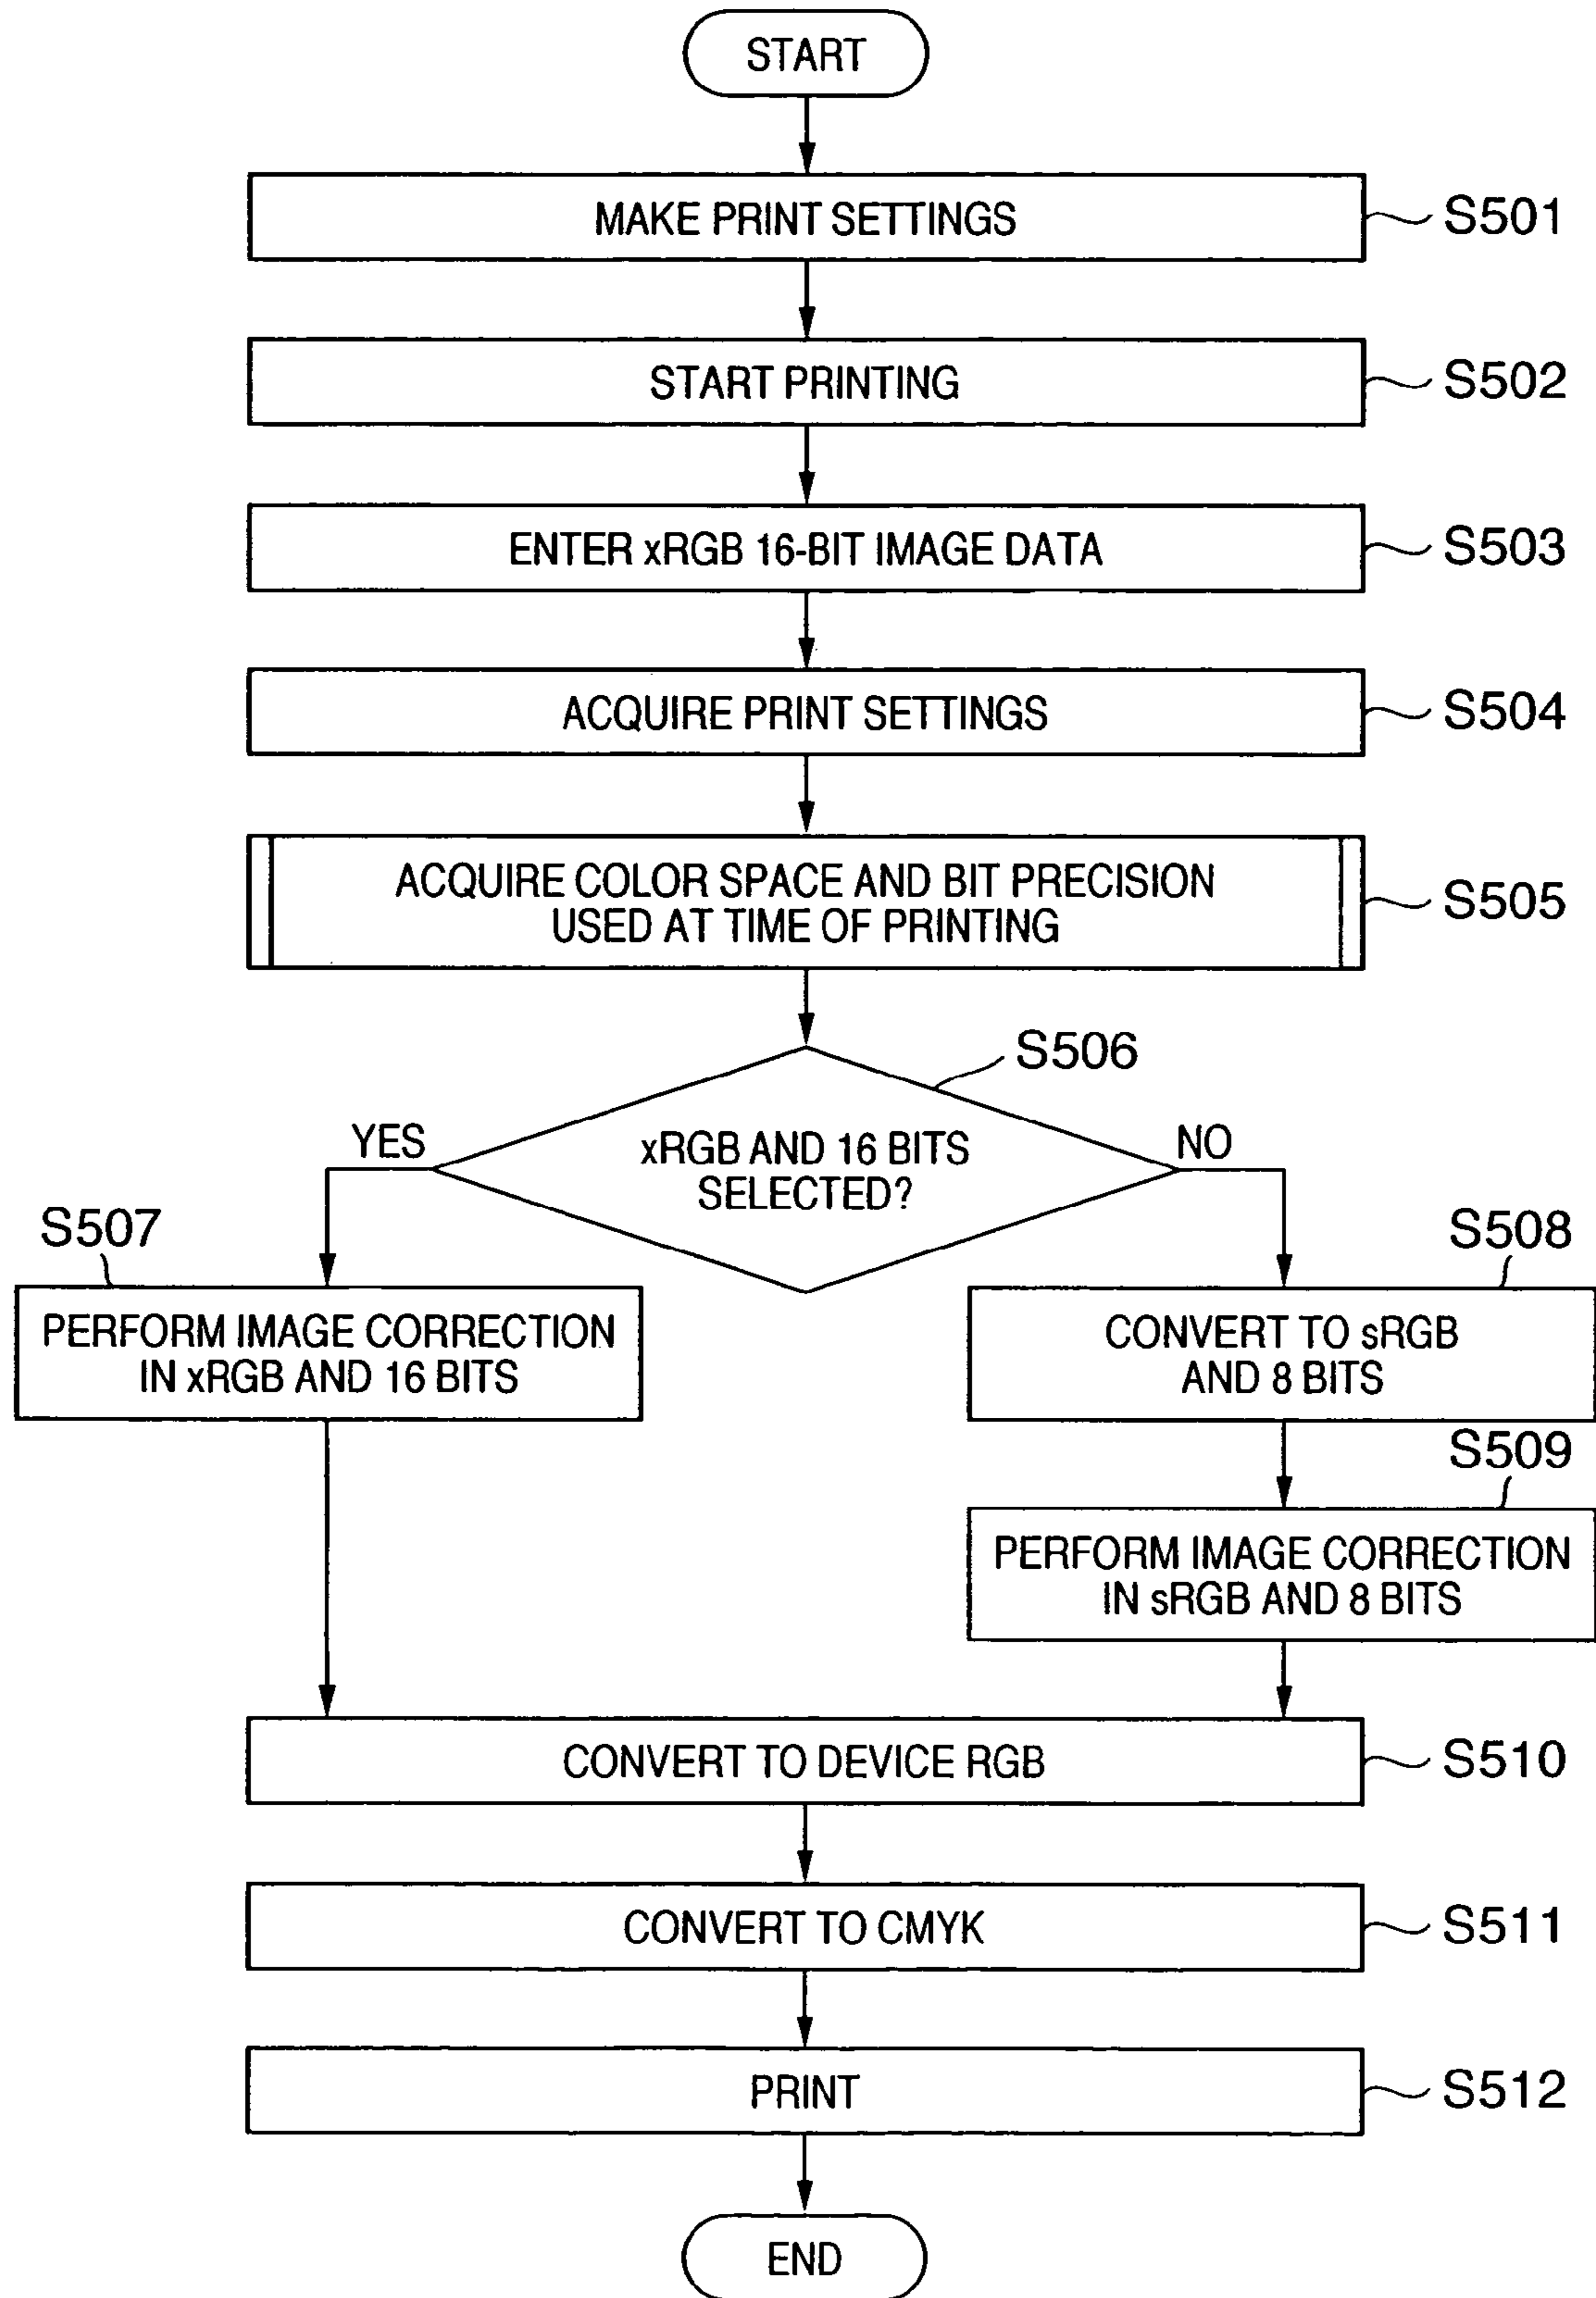 START
MAKE PRINT SETTINGS
S501
START PRINTING
S502
ENTER xRGB 16-BIT IMAGE DATA
S503
ACQUIRE PRINT SETTINGS
S504
ACQUIRE COLOR SPACE AND BIT PRECISION
USED AT TIME OF PRINTING
S505
S506
YES
xRGB AND 16 BITS
SELECTED?
NO
S507
PERFORM IMAGE CORRECTION
IN xRGB AND 16 BITS
S508
CONVERT TO sRGB
AND 8 BITS
S509
PERFORM IMAGE CORRECTION
IN sRGB AND 8 BITS
CONVERT TO DEVICE RGB
S510
CONVERT TO CMYK
S511
PRINT
S512
END